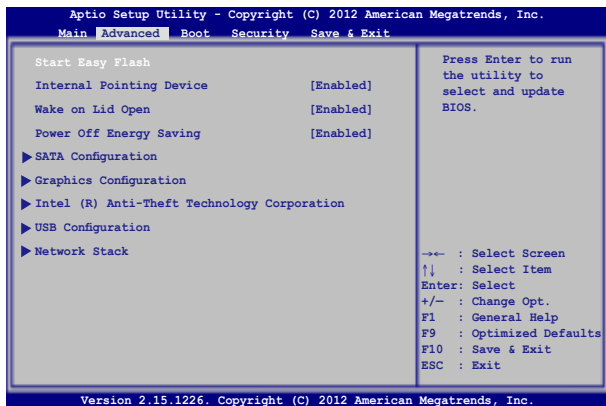 Aptio Setup Utility - Copyright (C) 2012 American Megatrends, Inc.
Main Advanced Boot Security Save & Exit
Start Easy Flash
Internal Pointing Device [Enabled]
Wake on Lid Open [Enabled]
Power Off Energy Saving [Enabled]
SATA Configuration
Graphics Configuration
Intel (R) Anti-Theft Technology Corporation
USB Configuration
Network Stack
Press Enter to run
the utility to
select and update
BIOS.
→← : Select Screen
↑↓ : Select Item
Enter: Select
+/— : Change Opt.
F1 : General Help
F9 : Optimized Defaults
F10 : Save & Exit
ESC : Exit
Version 2.15.1226. Copyright (C) 2012 American Megatrends, Inc.